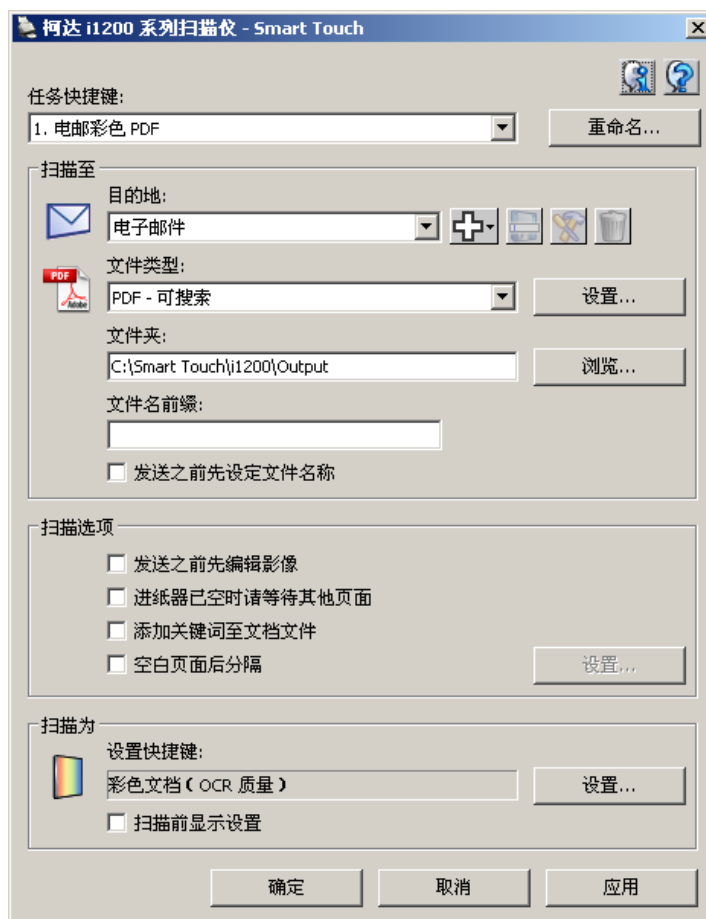 柯达 i1200 系列扫描仪 - Smart Touch
任务快捷键:
1. 电邮彩色 PDF
重命名...
扫描至
目的地:
电子邮件
文件类型:
PDF
Adobe
PDF - 可搜索
设置...
文件夹:
C:\Smart Touch\i1200\Output
浏览...
文件名前缀:
发送之前先设定文件名称
扫描选项
发送之前先编辑影像
进纸器已空时请等待其他页面
添加关键词至文档文件
空白页面后分隔
设置...
扫描为
设置快捷键:
彩色文档 ( OCR 质量 )
设置...
扫描前显示设置
确定
取消
应用